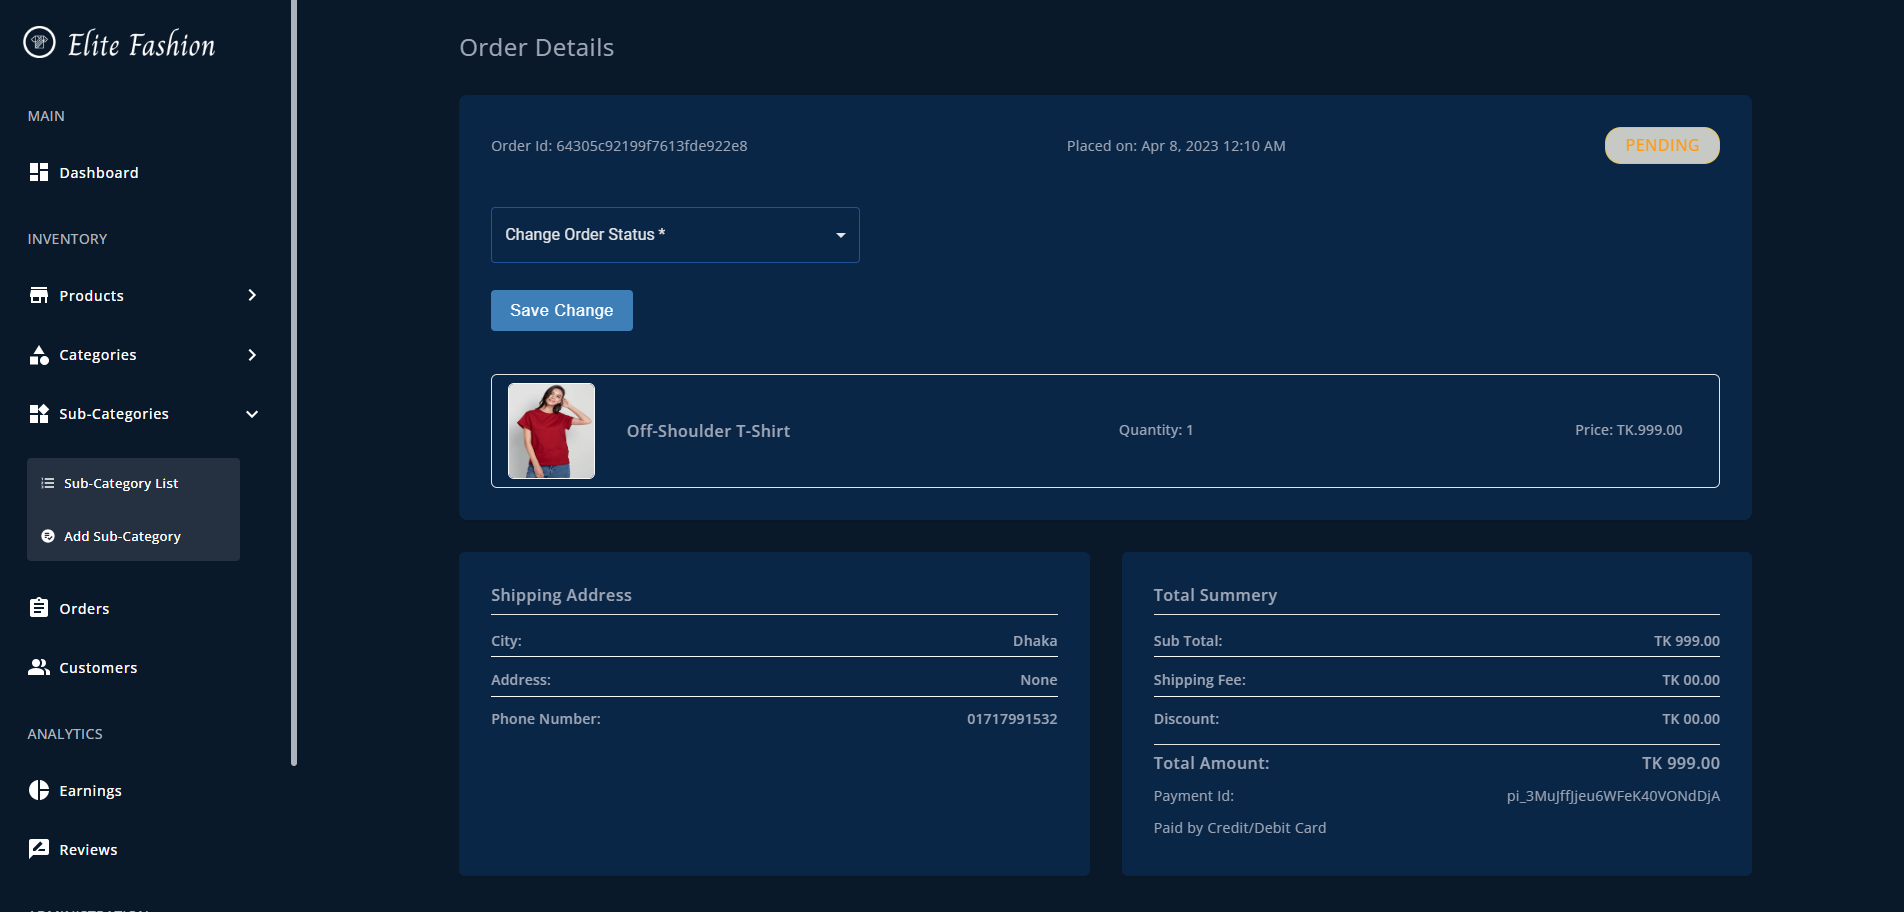 Elite Fashion
MAIN
Dashboard
INVENTORY
Products
Categories
Sub-Categories
Sub-Category List
Add Sub-Category
Orders
Customers
ANALYTICS
Earnings
Reviews
Order Details
Order Id: 64305c92199f7613fde922e8
Placed on: Apr 8, 2023 12:10 AM
PENDING
Change Order Status *
Save Change
Off-Shoulder T-Shirt
Quantity: 1
Price: TK.999.00
Shipping Address
City: Dhaka
Address: None
Phone Number: 01717991532
Total Summery
Sub Total: TK 999.00
Shipping Fee: TK 00.00
Discount: TK 00.00
Total Amount: TK 999.00
Payment Id: pi_3MuJffJjeu6WFeK40VONdDjA
Paid by Credit/Debit Card